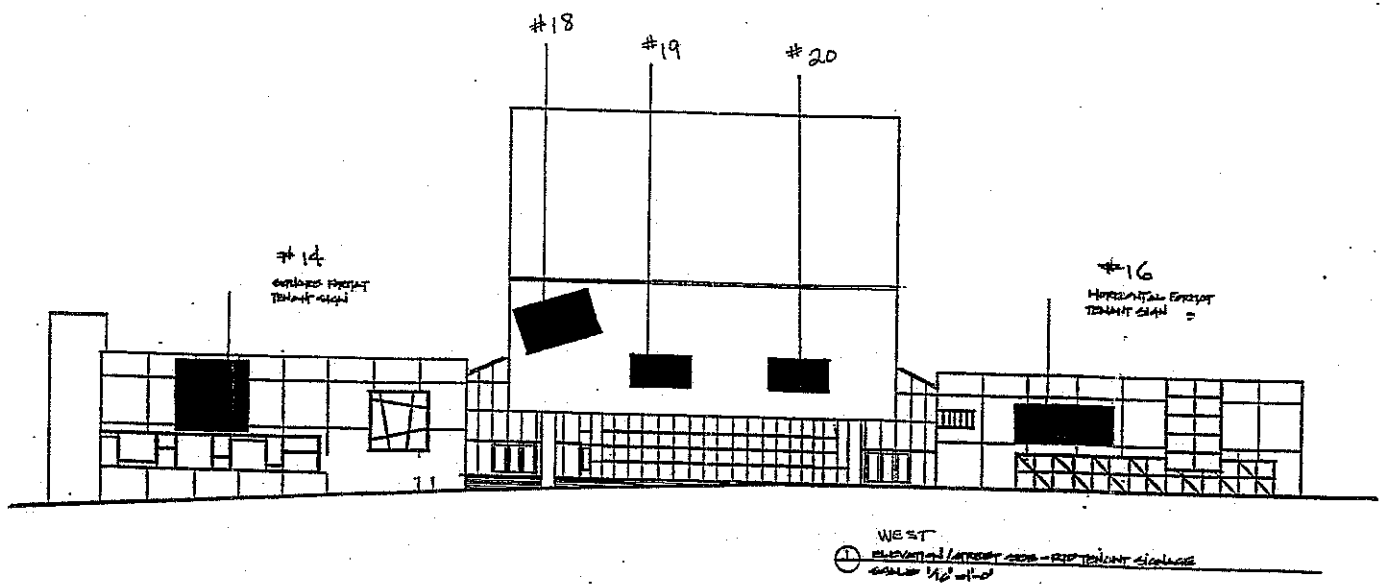 #18
#19
#20
#14
SQUARE FORMAT
TENANT SIGN
#16
HORIZONTAL FORMAT
TENANT SIGN
WEST
1 ELEVATION / STREET SIDE - TENANT SIGNAGE
SCALE 1/16" = 1'-0"